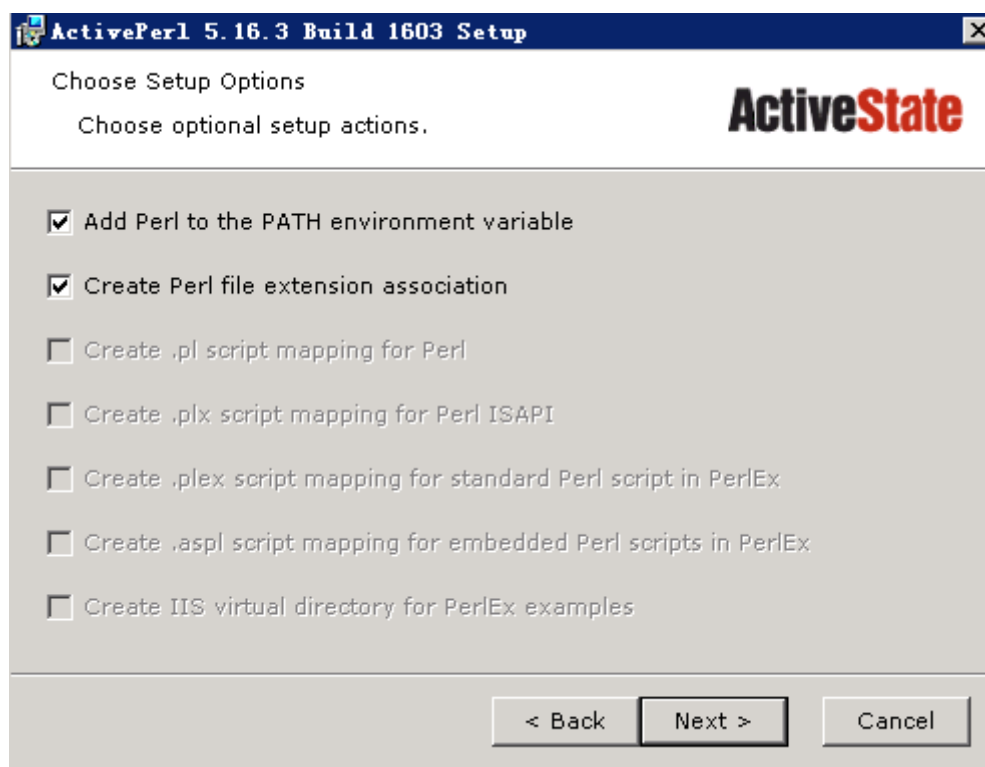 ActivePerl 5.16.3 Build 1603 Setup
Choose Setup Options
Choose optional setup actions.
ActiveState
Add Perl to the PATH environment variable
Create Perl file extension association
Create .pl script mapping for Perl
Create .plx script mapping for Perl ISAPI
Create .plex script mapping for standard Perl script in PerlEx
Create .aspl script mapping for embedded Perl scripts in PerlEx
Create IIS virtual directory for PerlEx examples
< Back
Next >
Cancel